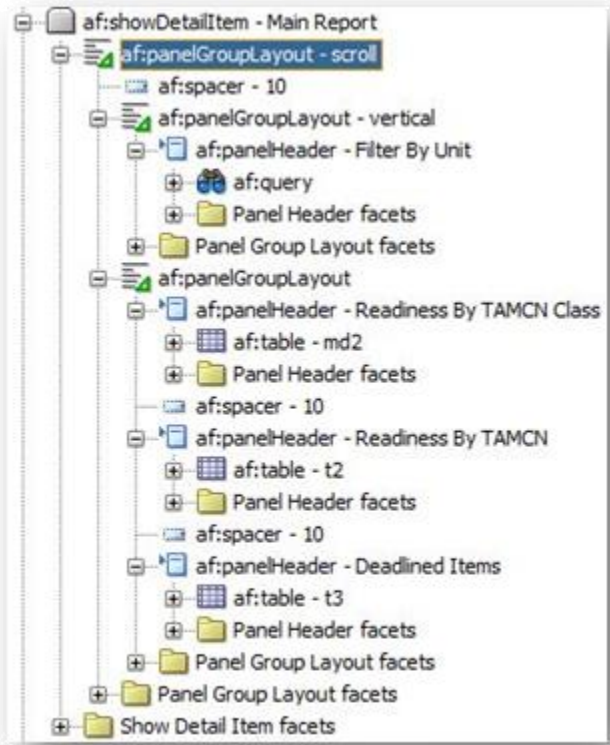 af:showDetailItem - Main Report
af:panelGroupLayout - scroll
af:spacer - 10
af:panelGroupLayout - vertical
af:panelHeader - Filter By Unit
af:query
Panel Header facets
Panel Group Layout facets
af:panelGroupLayout
af:panelHeader - Readiness By TAMCN Class
af:table - md2
Panel Header facets
af:spacer - 10
af:panelHeader - Readiness By TAMCN
af:table - t2
Panel Header facets
af:spacer - 10
af:panelHeader - Deadlined Items
af:table - t3
Panel Header facets
Panel Group Layout facets
Panel Group Layout facets
Show Detail Item facets